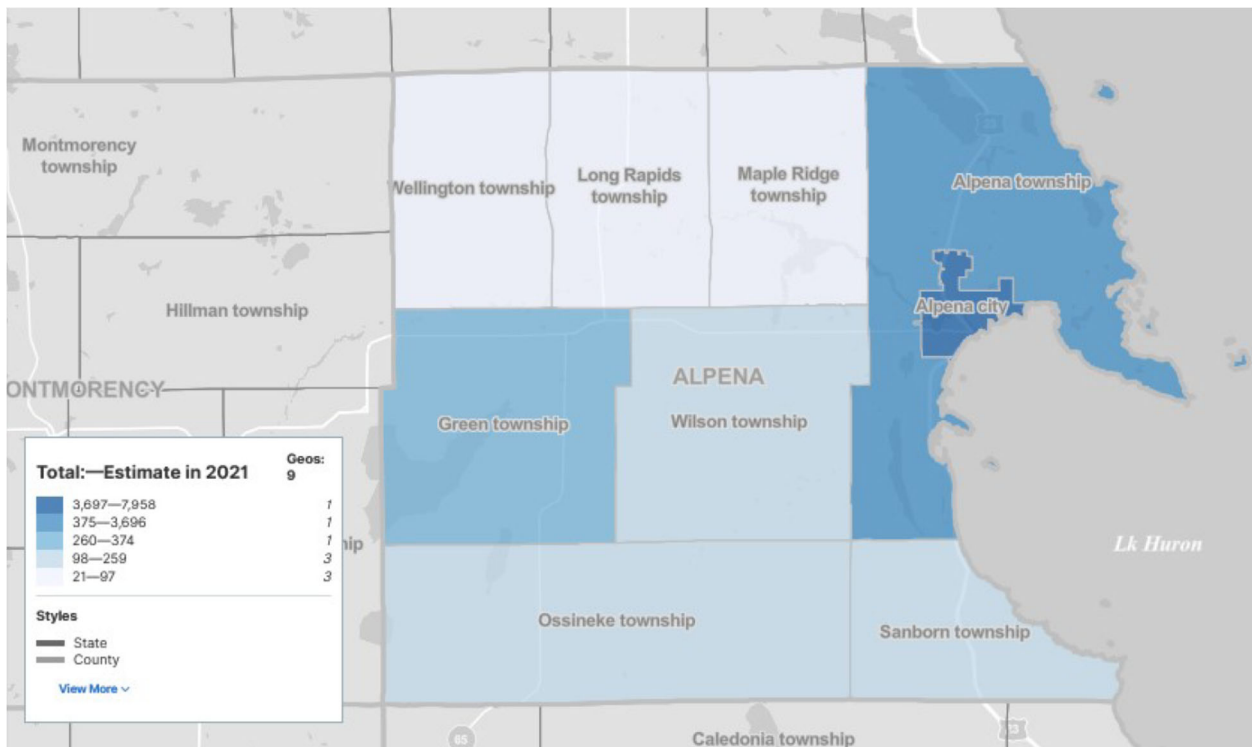 Montmorency
township
Wellington township
Long Rapids
township
Maple Ridge
township
Alpena township
Hillman township
Alpena city
ONTMORENCY
ALPENA
Green township
Wilson township
Total:—Estimate in 2021
Geos:
9
3,697—7,958 1
375—3,696 1
260—374 1
98—259 3
21—97 3
hip
Lk Huron
Styles
State
County
View More
Ossineke township
Sanborn township
65
Caledonia township